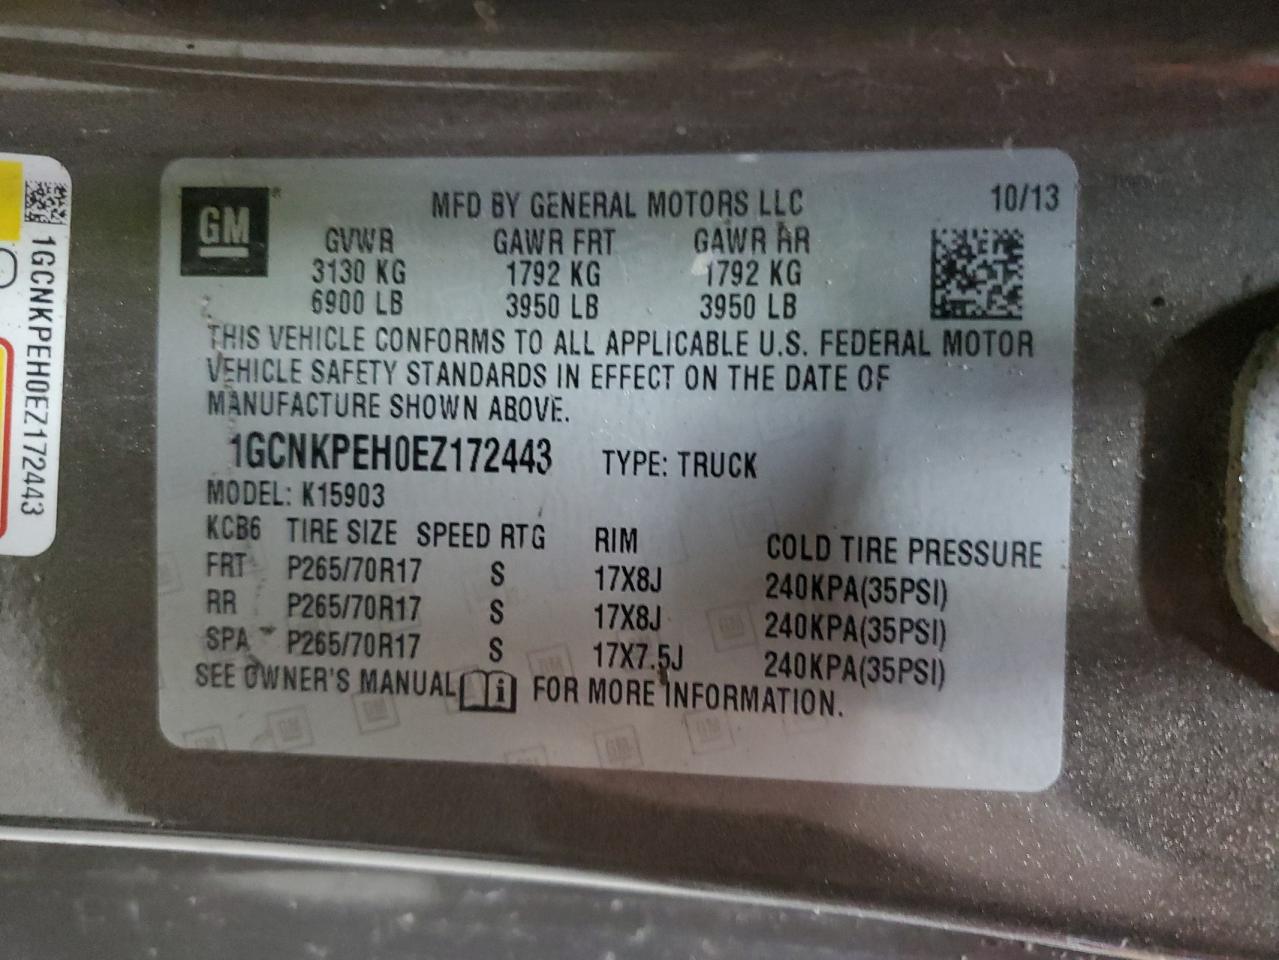 GM
MFD BY GENERAL MOTORS LLC 10/13
GVWR GAWR FRT GAWR RR
3130 KG 1792 KG 1792 KG
6900 LB 3950 LB 3950 LB
THIS VEHICLE CONFORMS TO ALL APPLICABLE U.S. FEDERAL MOTOR
VEHICLE SAFETY STANDARDS IN EFFECT ON THE DATE OF
MANUFACTURE SHOWN ABOVE.
1GCNKPEH0EZ172443 TYPE: TRUCK
MODEL: K15903
KCB6 TIRE SIZE SPEED RTG RIM COLD TIRE PRESSURE
FRT P265/70R17 S 17X8J 240KPA(35PSI)
RR P265/70R17 S 17X8J 240KPA(35PSI)
SPA P265/70R17 S 17X7.5J 240KPA(35PSI)
SEE OWNER'S MANUAL FOR MORE INFORMATION.
1GCNKPEH0EZ172443